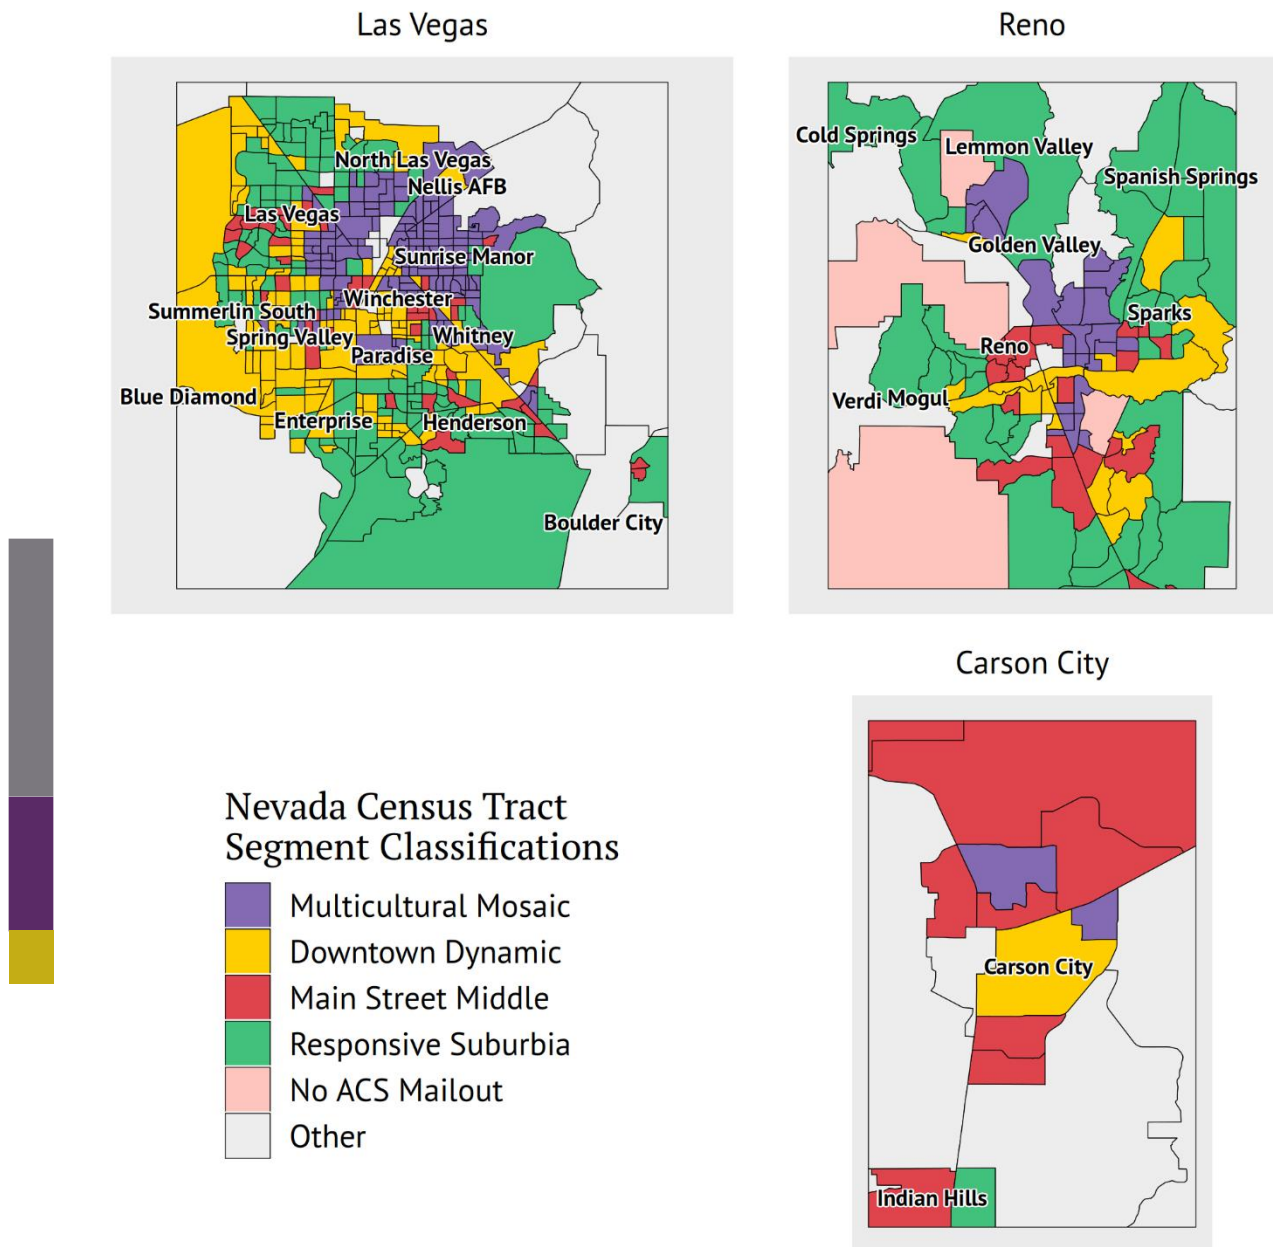 Las Vegas
Reno
North Las Vegas
Nellis AFB
Las Vegas
Sunrise Manor
Winchester
Summerlin South
Spring Valley
Whitney
Paradise
Blue Diamond
Enterprise
Henderson
Boulder City
Cold Springs
Lemmon Valley
Spanish Springs
Golden Valley
Sparks
Reno
Verdi
Mogul
Carson City
Carson City
Indian Hills
Nevada Census Tract
Segment Classifications
Multicultural Mosaic
Downtown Dynamic
Main Street Middle
Responsive Suburbia
No ACS Mailout
Other